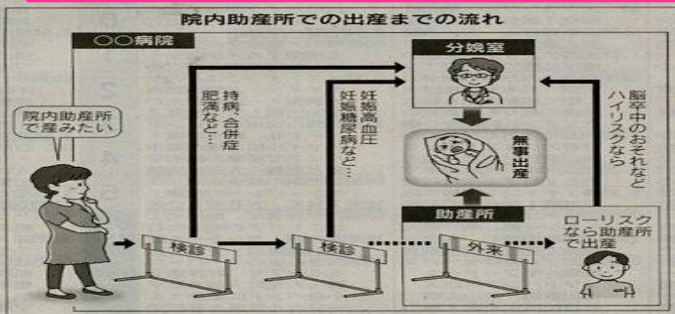 院内助産所での出産までの流れ
〇〇病院
院内助産所
で産みたい
検診
持病、合併症
肥満など…
検診
妊娠高血圧
妊娠糖尿病など…
分娩室
無事出産
助産所
外来
ローリスク
なら助産所
で出産
脳卒中のおそれなど
ハイリスクなら